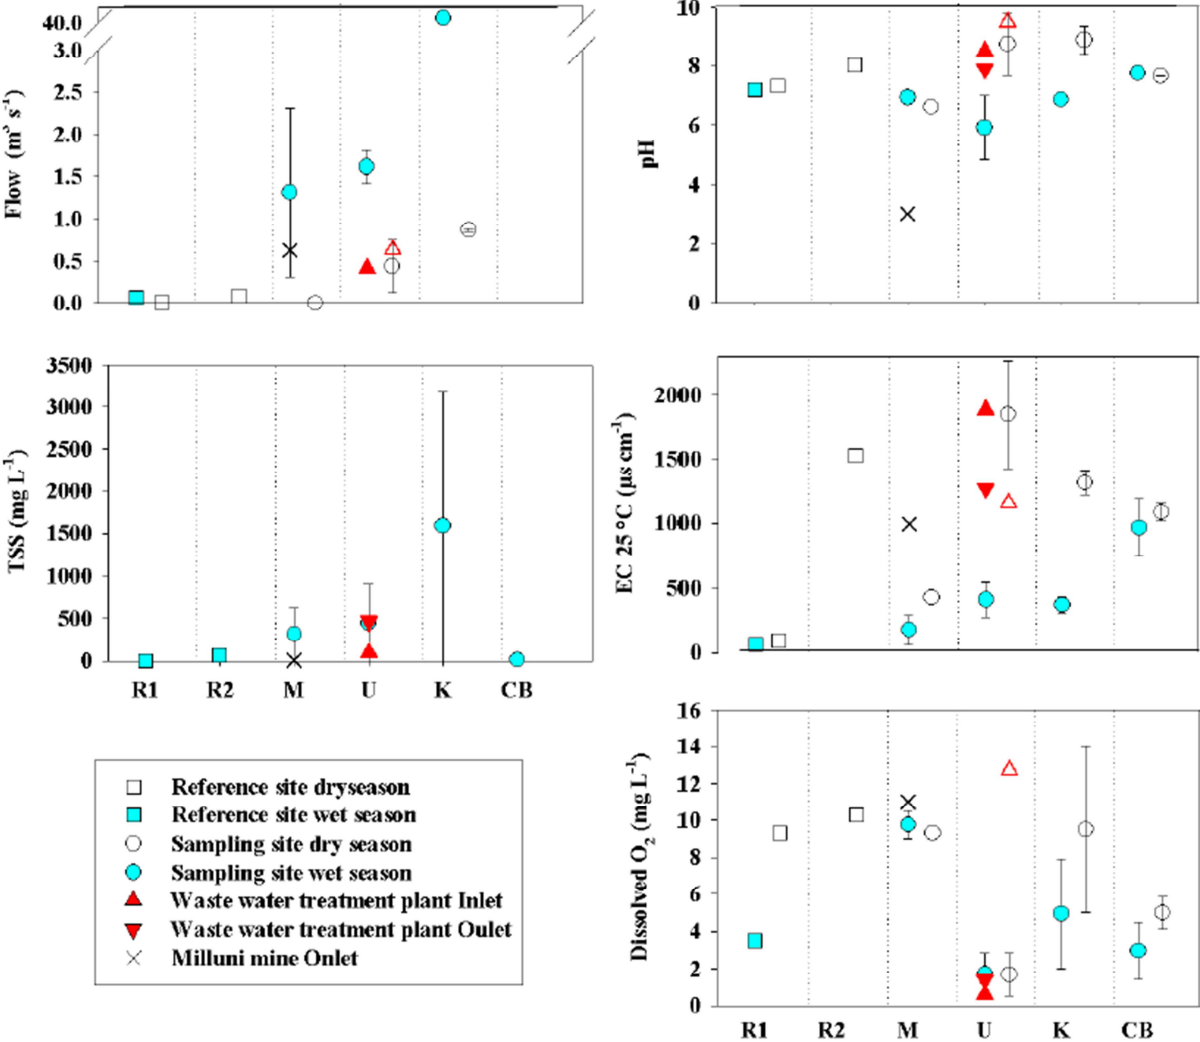 40.0
3.0
2.5
2.0
1.5
1.0
0.5
0.0
Flow (m³ s⁻¹)
10
8
6
4
2
0
pH
3500
3000
2500
2000
1500
1000
500
0
TSS (mg L⁻¹)
R1 R2 M U K CB
2000
1500
1000
500
0
EC 25 °C (µs cm⁻¹)
16
14
12
10
8
6
4
2
0
Dissolved O₂ (mg L⁻¹)
R1 R2 M U K CB
Reference site dryseason
Reference site wet season
Sampling site dry season
Sampling site wet season
Waste water treatment plant Inlet
Waste water treatment plant Oulet
Milluni mine Onlet